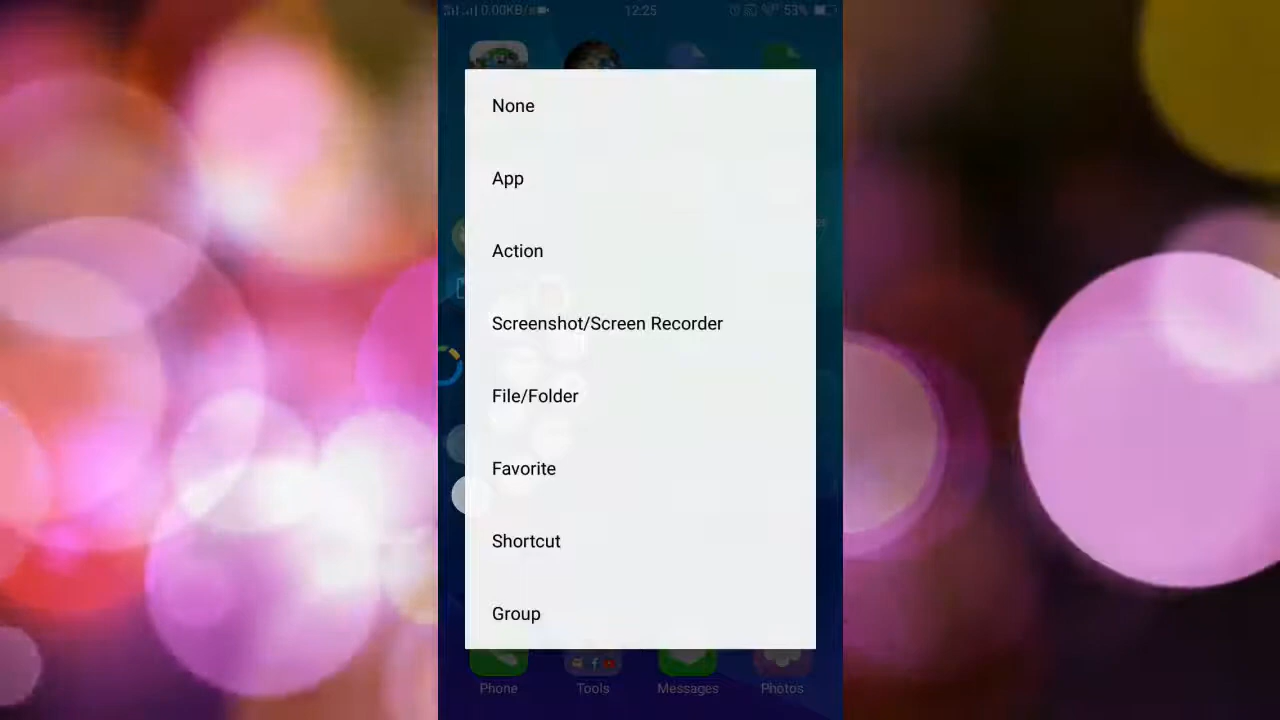 0.00KB/s 12:25 53%
None
App
Action
Screenshot/Screen Recorder
File/Folder
Favorite
Shortcut
Group
Phone Tools Messages Photos